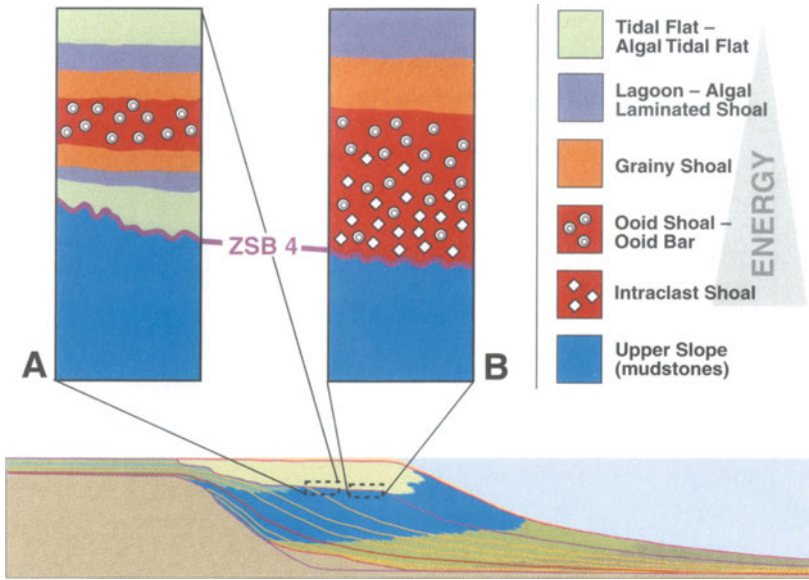 Tidal Flat –
Algal Tidal Flat
Lagoon – Algal
Laminated Shoal
Grainy Shoal
Ooid Shoal –
Ooid Bar
Intraclast Shoal
Upper Slope
(mudstones)
ENERGY
ZSB 4
A
B